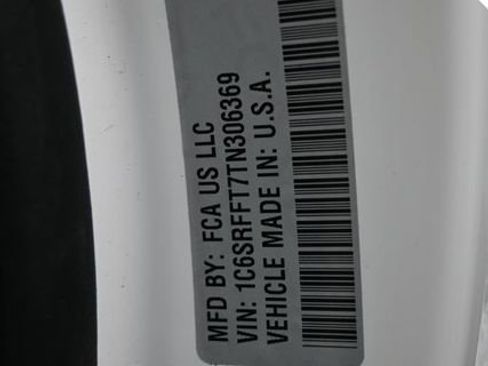 MFD BY: FCA US LLC
VIN: 1C6SRFFT7TN306369
VEHICLE MADE IN: U.S.A.